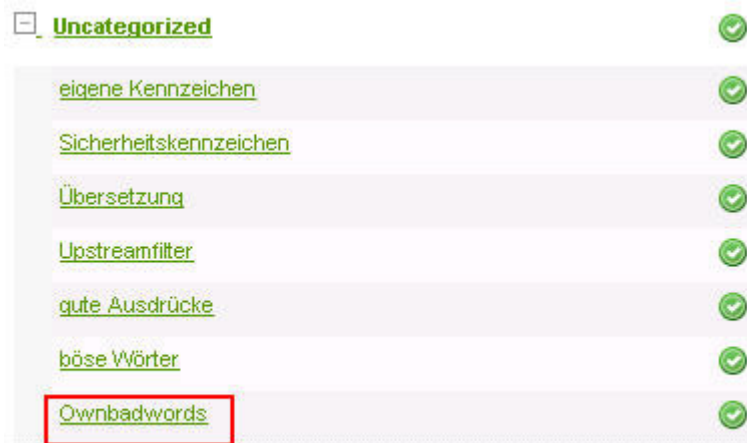 Uncategorized
eigene Kennzeichen
Sicherheitskennzeichen
Übersetzung
Upstreamfilter
gute Ausdrücke
böse Wörter
Ownbadwords